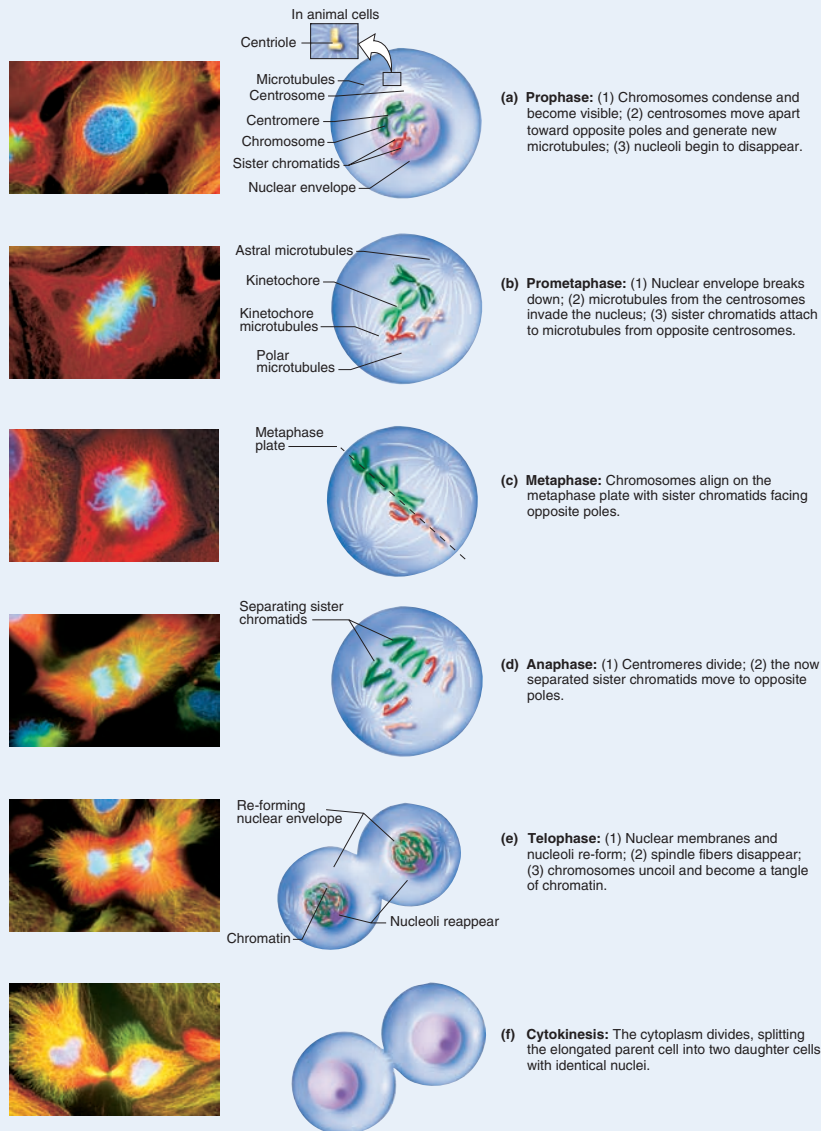 In animal cells
Centriole
Microtubules
Centrosome
Centromere
Chromosome
Sister chromatids
Nuclear envelope
(a) Prophase: (1) Chromosomes condense and
become visible; (2) centrosomes move apart
toward opposite poles and generate new
microtubules; (3) nucleoli begin to disappear.
Astral microtubules
Kinetochore
Kinetochore
microtubules
Polar
microtubules
(b) Prometaphase: (1) Nuclear envelope breaks
down; (2) microtubules from the centrosomes
invade the nucleus; (3) sister chromatids attach
to microtubules from opposite centrosomes.
Metaphase
plate
(c) Metaphase: Chromosomes align on the
metaphase plate with sister chromatids facing
opposite poles.
Separating sister
chromatids
(d) Anaphase: (1) Centromeres divide; (2) the now
separated sister chromatids move to opposite
poles.
Re-forming
nuclear envelope
Nucleoli reappear
Chromatin
(e) Telophase: (1) Nuclear membranes and
nucleoli re-form; (2) spindle fibers disappear;
(3) chromosomes uncoil and become a tangle
of chromatin.
(f) Cytokinesis: The cytoplasm divides, splitting
the elongated parent cell into two daughter cells
with identical nuclei.